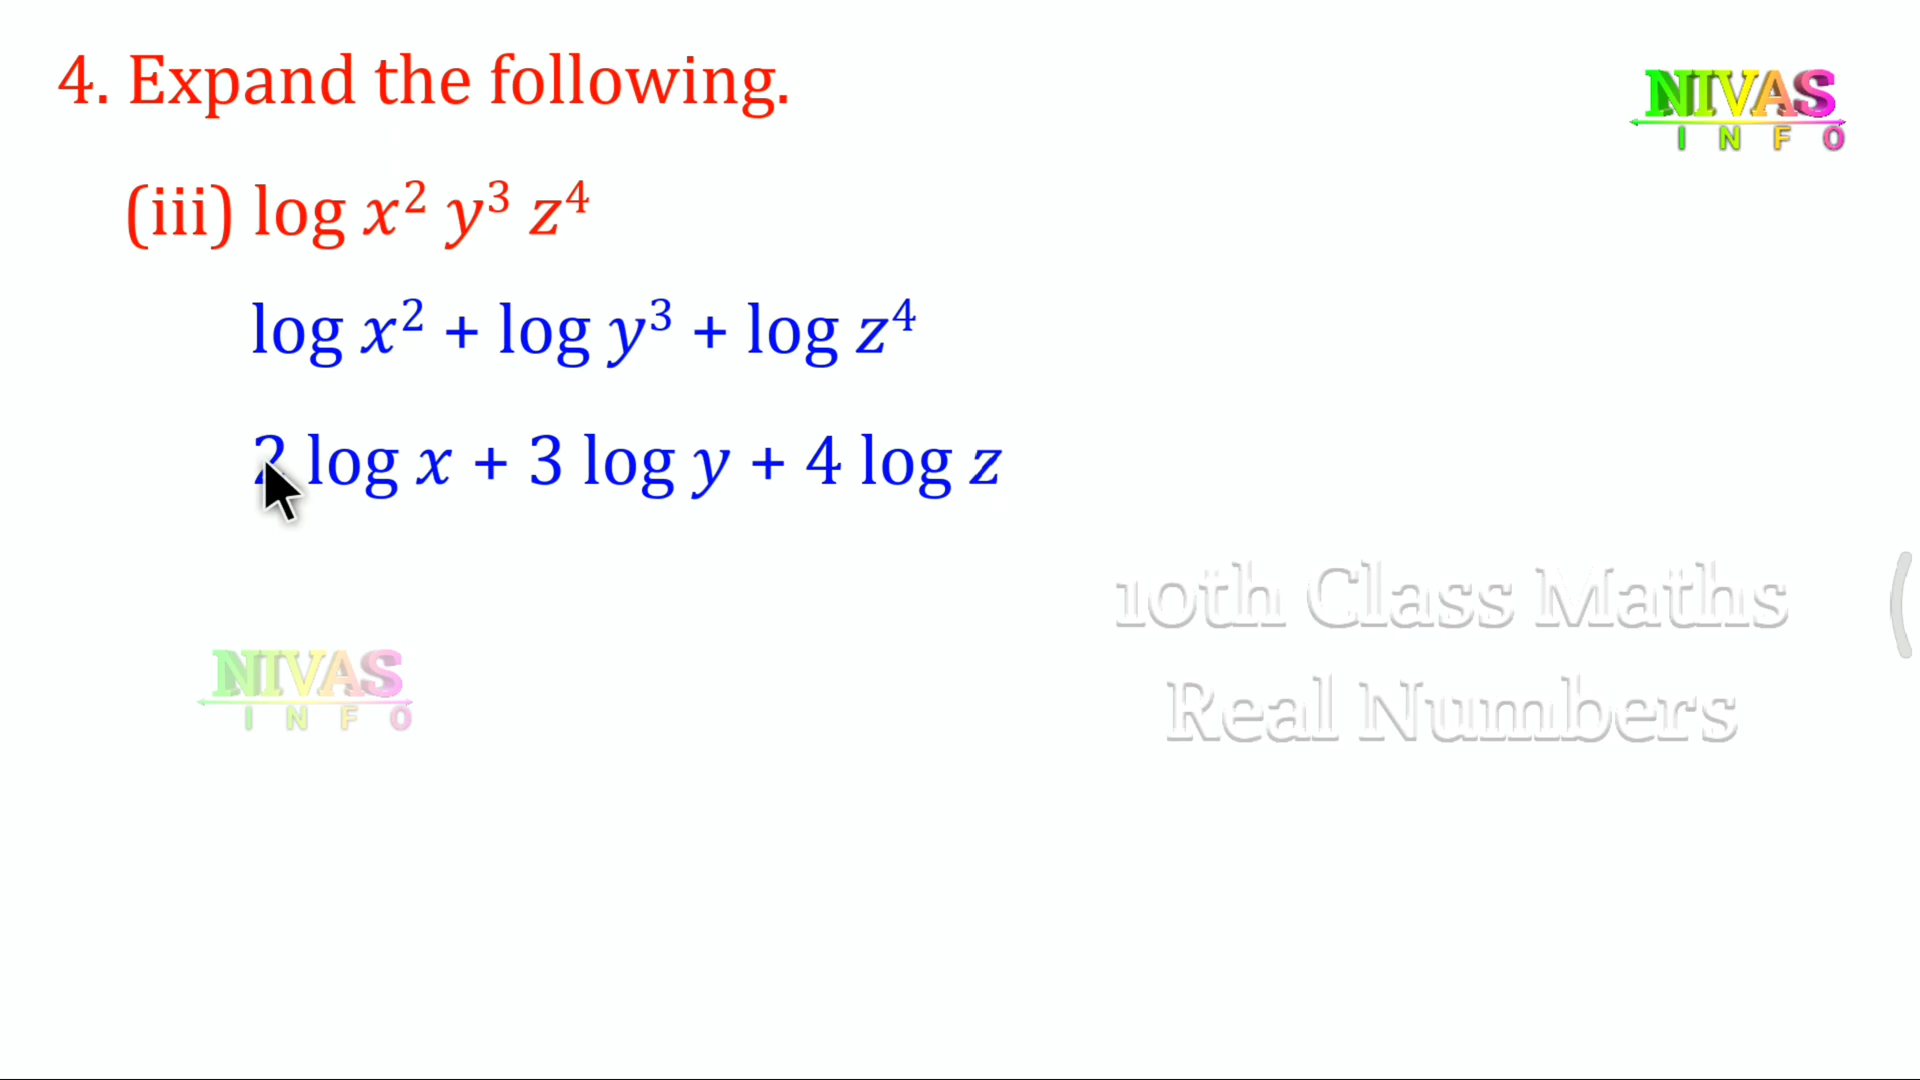 4. Expand the following.
NIVAS
INFO
(iii) log x² y³ z⁴
log x² + log y³ + log z⁴
2 log x + 3 log y + 4 log z
10th Class Maths
(
Real Numbers
NIVAS
INFO